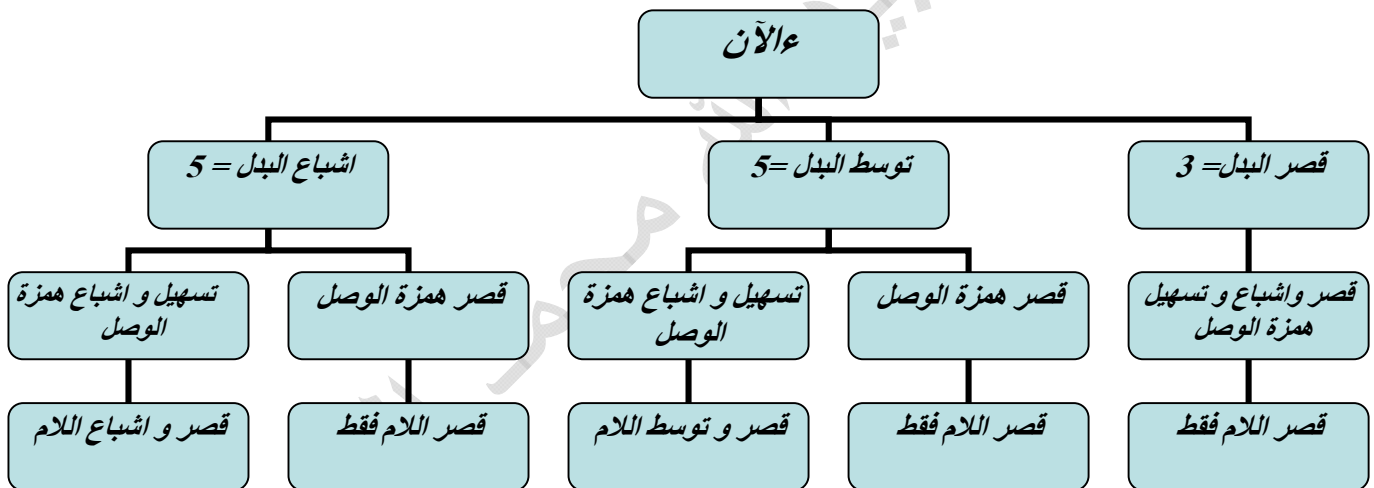 ءالآن
قصر البدل= 3
توسط البدل =5
اشباع البدل = 5
قصر واشباع و تسهيل
همزة الوصل
قصر همزة الوصل
تسهيل و اشباع همزة
الوصل
قصر همزة الوصل
تسهيل و اشباع همزة
الوصل
قصر اللام فقط
قصر اللام فقط
قصر و توسط اللام
قصر اللام فقط
قصر و اشباع اللام